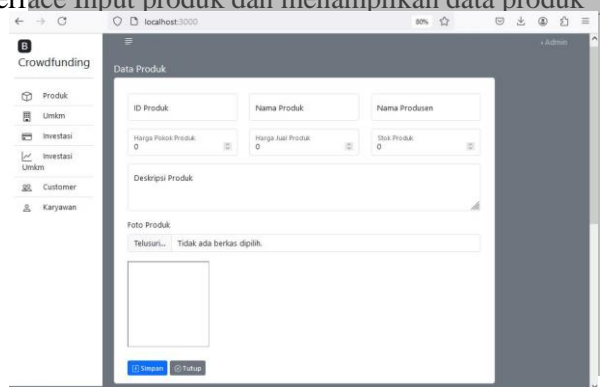 erface Input produk dan menampilkan data produk
localhost:3000
80%
B
Crowdfunding
Admin
Data Produk
Produk
Umkm
Investasi
Investasi
Umkm
Customer
Karyawan
ID Produk
Nama Produk
Nama Produsen
Harga Pokok Produk
0
Harga Jual Produk
0
Stok Produk
0
Deskripsi Produk
Foto Produk
Telusuri... Tidak ada berkas dipilih.
Simpan
Tutup